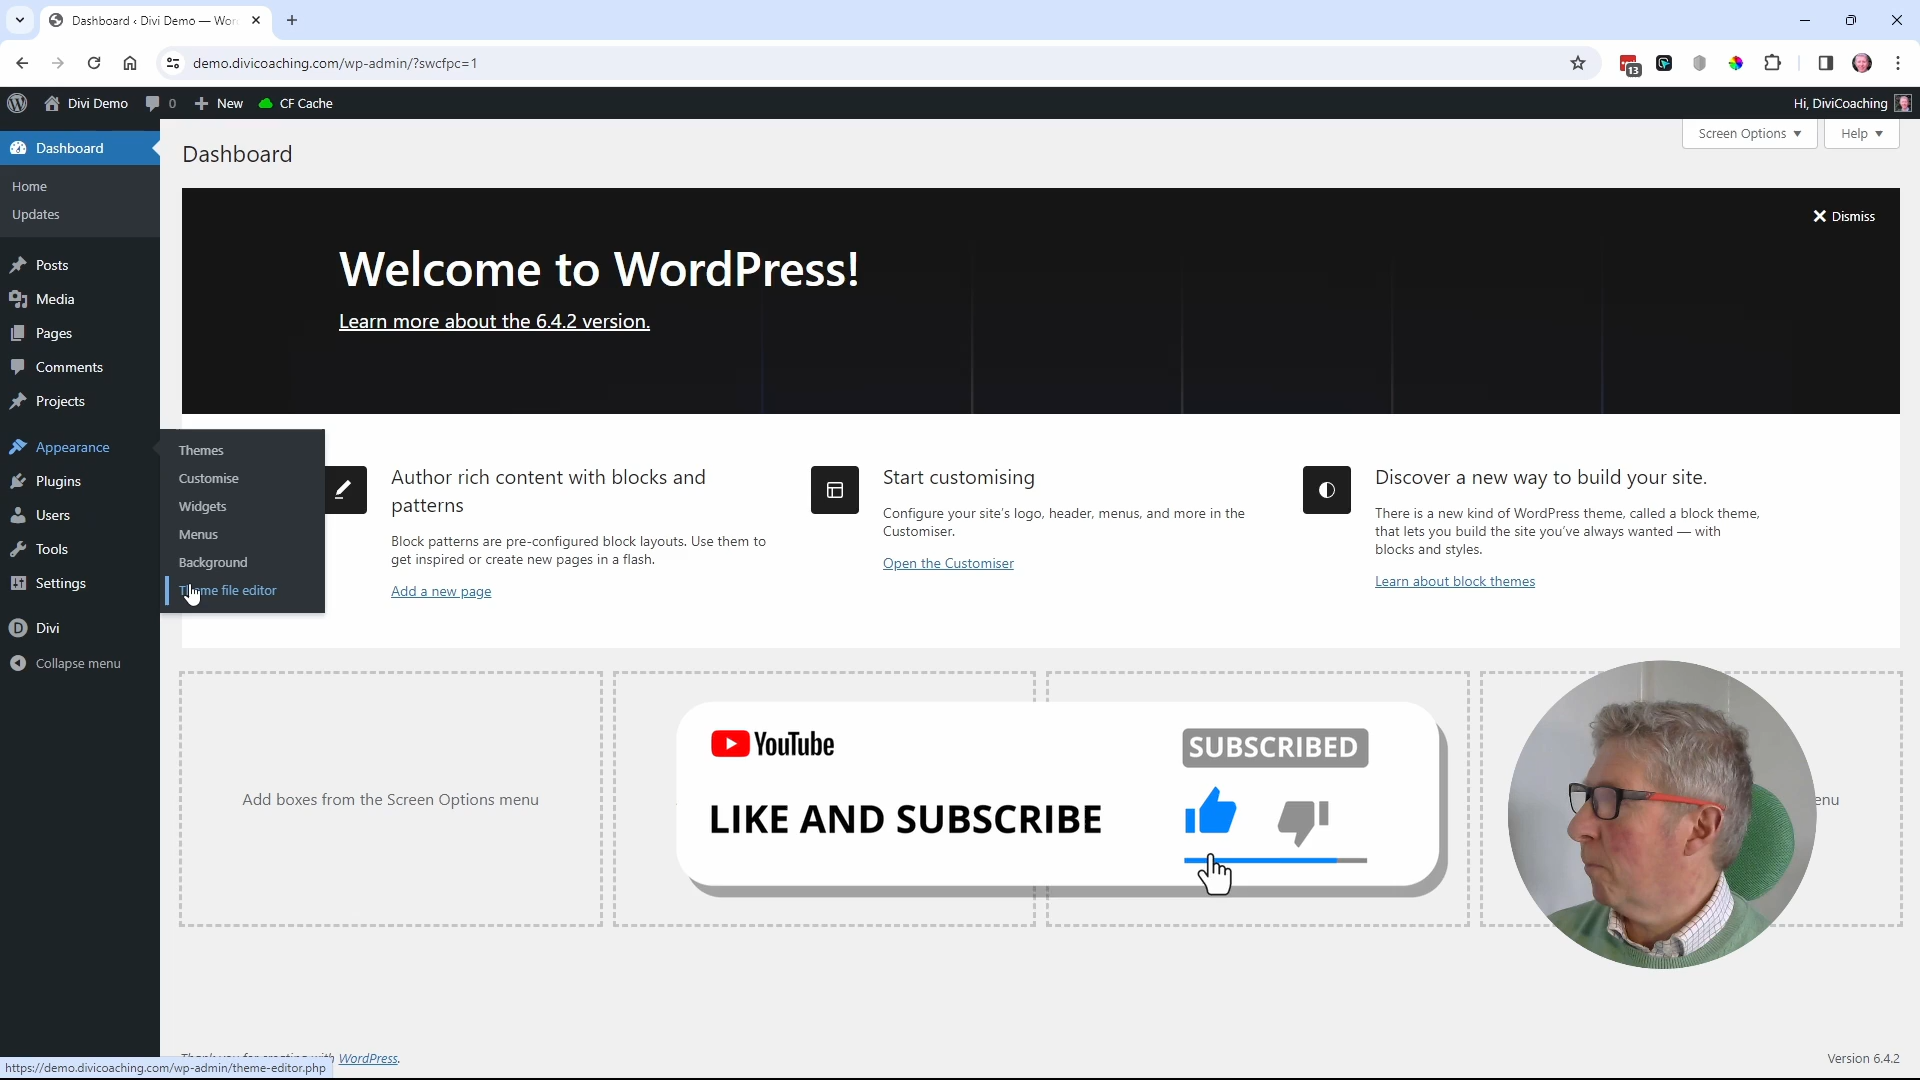 Dashboard ‹ Divi Demo — Wor
demo.divicoaching.com/wp-admin/?swcfpc=1
13
Divi Demo
0
New
CF Cache
Hi, DiviCoaching
Dashboard
Home
Updates
Posts
Media
Pages
Comments
Projects
Appearance
Plugins
Users
Tools
Settings
Divi
Collapse menu
Themes
Customise
Widgets
Menus
Background
Theme file editor
Dashboard
Screen Options
Help
Dismiss
Welcome to WordPress!
Learn more about the 6.4.2 version.
Author rich content with blocks and
patterns
Block patterns are pre-configured block layouts. Use them to
get inspired or create new pages in a flash.
Add a new page
Start customising
Configure your site's logo, header, menus, and more in the
Customiser.
Open the Customiser
Discover a new way to build your site.
There is a new kind of WordPress theme, called a block theme,
that lets you build the site you've always wanted — with
blocks and styles.
Learn about block themes
Add boxes from the Screen Options menu
enu
YouTube
SUBSCRIBED
LIKE AND SUBSCRIBE
Thank you for creating with WordPress.
Version 6.4.2
https://demo.divicoaching.com/wp-admin/theme-editor.php